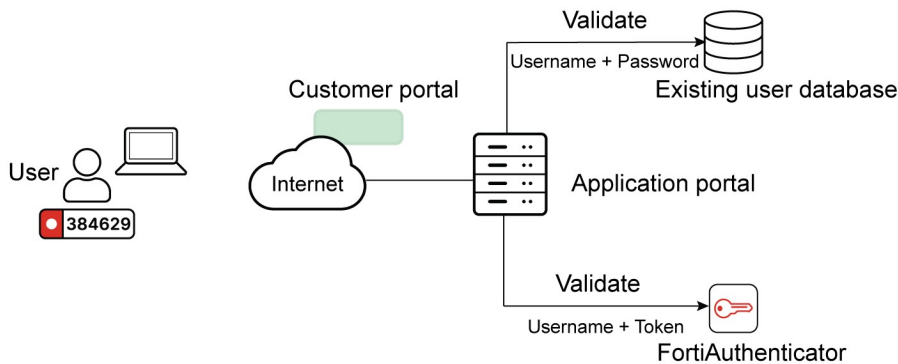 Validate
Username + Password
Existing user database
Customer portal
User
384629
Internet
Application portal
Validate
Username + Token
FortiAuthenticator